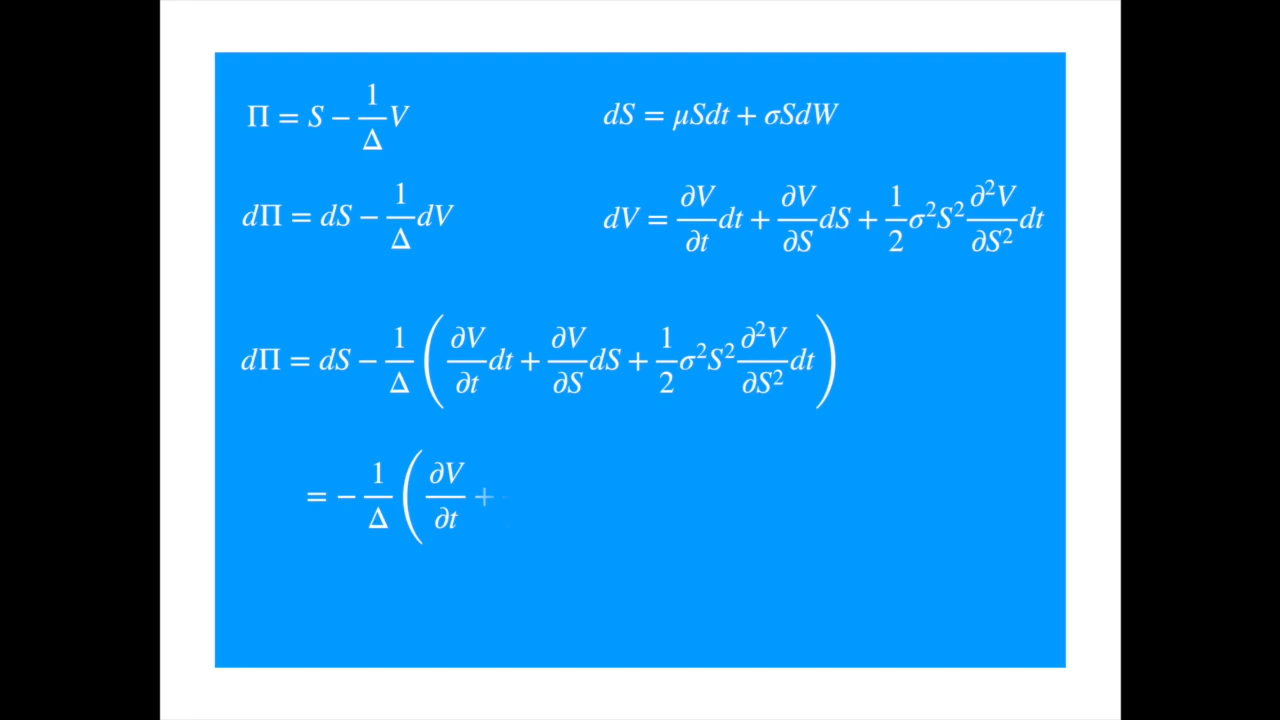 Π = S − 1/Δ V
dS = μSdt + σSdW
dΠ = dS − 1/Δ dV
dV = ∂V/∂t dt + ∂V/∂S dS + 1/2 σ²S² ∂²V/∂S² dt
dΠ = dS − 1/Δ (∂V/∂t dt + ∂V/∂S dS + 1/2 σ²S² ∂²V/∂S² dt)
= − 1/Δ (∂V/∂t +